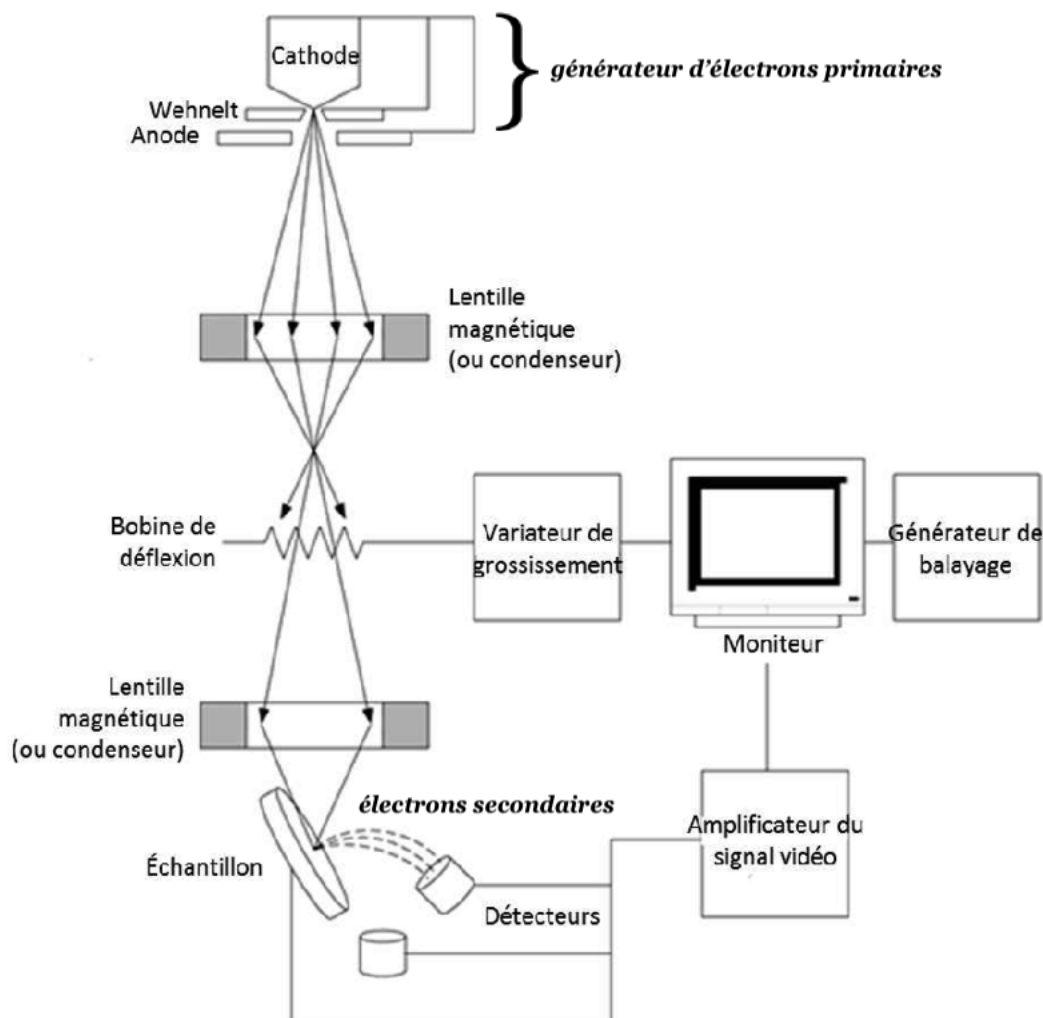 Cathode
générateur d’électrons primaires
Wehnelt
Anode
Lentille
magnétique
(ou condenseur)
Bobine de
déflexion
Variateur de
grossissement
Générateur de
balayage
Moniteur
Lentille
magnétique
(ou condenseur)
électrons secondaires
Échantillon
Détecteurs
Amplificateur du
signal vidéo